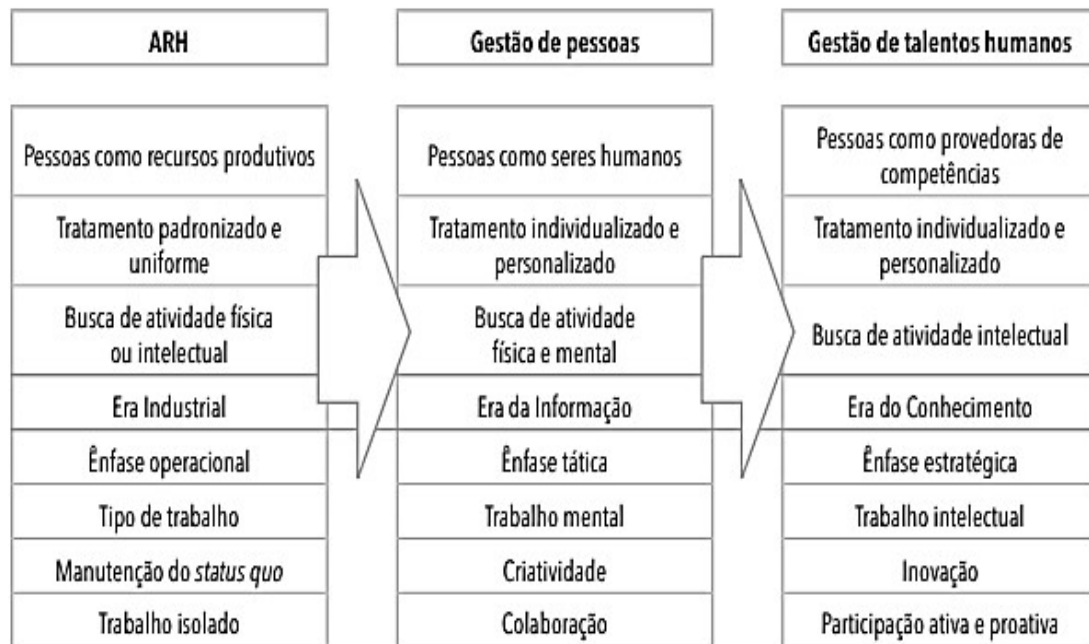 ARH
Gestão de pessoas
Gestão de talentos humanos
Pessoas como recursos produtivos
Tratamento padronizado e
uniforme
Busca de atividade física
ou intelectual
Era Industrial
Ênfase operacional
Tipo de trabalho
Manutenção do status quo
Trabalho isolado
Pessoas como seres humanos
Tratamento individualizado e
personalizado
Busca de atividade
física e mental
Era da Informação
Ênfase tática
Trabalho mental
Criatividade
Colaboração
Pessoas como provedoras de
competências
Tratamento individualizado e
personalizado
Busca de atividade intelectual
Era do Conhecimento
Ênfase estratégica
Trabalho intelectual
Inovação
Participação ativa e proativa